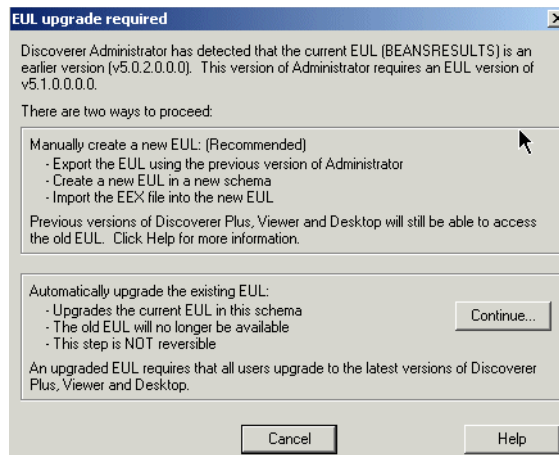 EUL upgrade required
Discoverer Administrator has detected that the current EUL (BEANSRESULTS) is an
earlier version (v5.0.2.0.0.0). This version of Administrator requires an EUL version of
v5.1.0.0.0.0.
There are two ways to proceed:
Manually create a new EUL: (Recommended)
- Export the EUL using the previous version of Administrator
- Create a new EUL in a new schema
- Import the EEX file into the new EUL
Previous versions of Discoverer Plus, Viewer and Desktop will still be able to access
the old EUL. Click Help for more information.
Automatically upgrade the existing EUL:
- Upgrades the current EUL in this schema
- The old EUL will no longer be available
- This step is NOT reversible
Continue...
An upgraded EUL requires that all users upgrade to the latest versions of Discoverer
Plus, Viewer and Desktop.
Cancel
Help